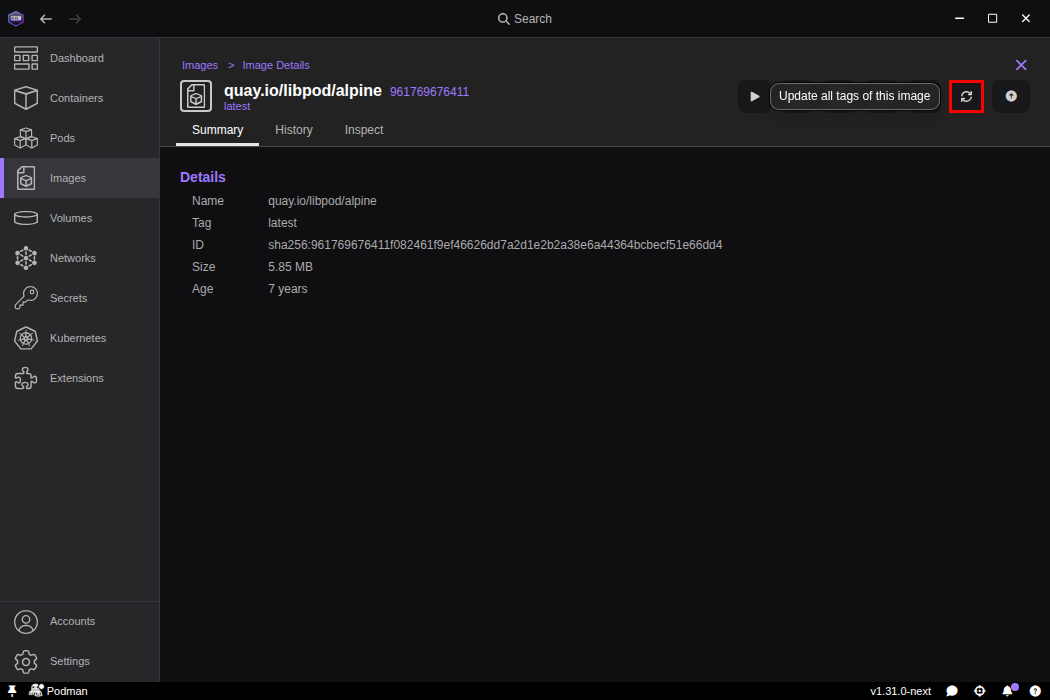 Search
Dashboard
Containers
Pods
Images
Volumes
Networks
Secrets
Kubernetes
Extensions
Accounts
Settings
Images > Image Details
quay.io/libpod/alpine 961769676411
latest
Update all tags of this image
Summary History Inspect
Details
Name quay.io/libpod/alpine
Tag latest
ID sha256:961769676411f082461f9ef46626dd7a2d1e2b2a38e6a44364bcbecf51e66dd4
Size 5.85 MB
Age 7 years
Podman
v1.31.0-next